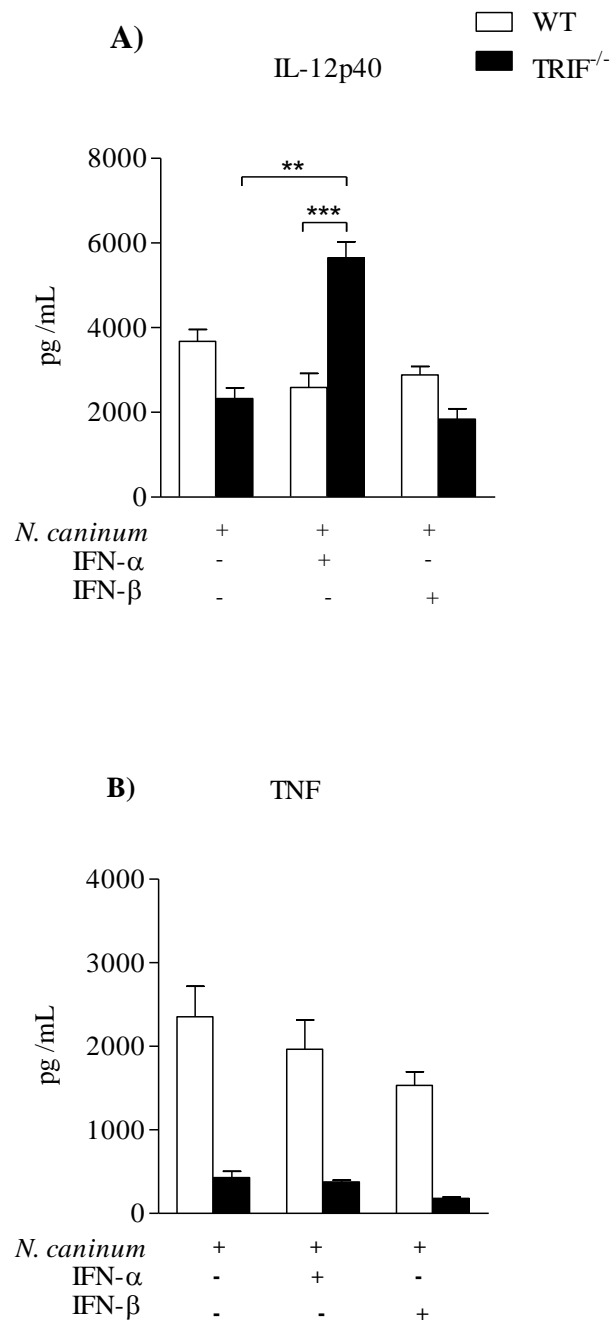 A)
WT
TRIF-/-
IL-12p40
8000
**
***
6000
4000
2000
0
pg /mL
N. caninum + + +
IFN-α - + -
IFN-β - - +
B) TNF
4000
3000
2000
1000
0
pg /mL
N. caninum + + +
IFN-α - + -
IFN-β - - +